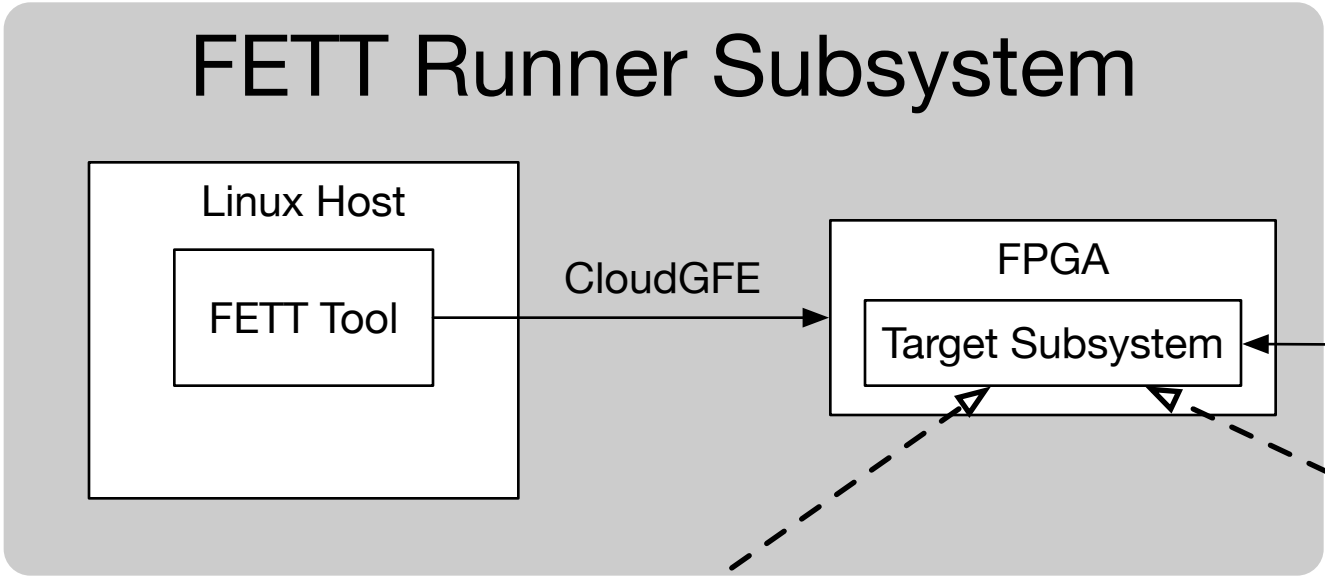 FETT Runner Subsystem
Linux Host
FETT Tool
CloudGFE
FPGA
Target Subsystem